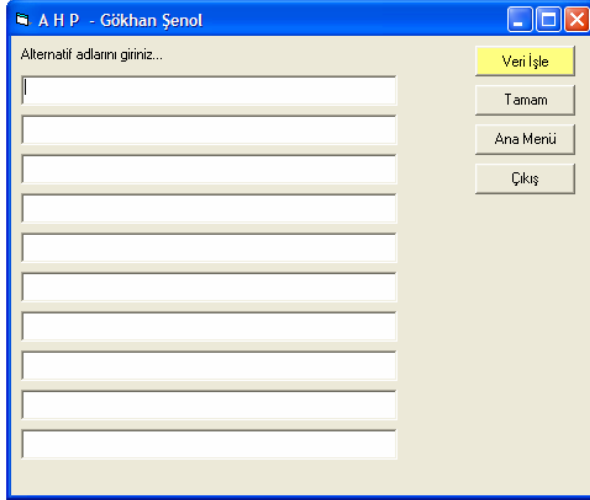 A H P - Gökhan Şenol
Alternatif adlarını giriniz...
Veri İşle
Tamam
Ana Menü
Çıkış